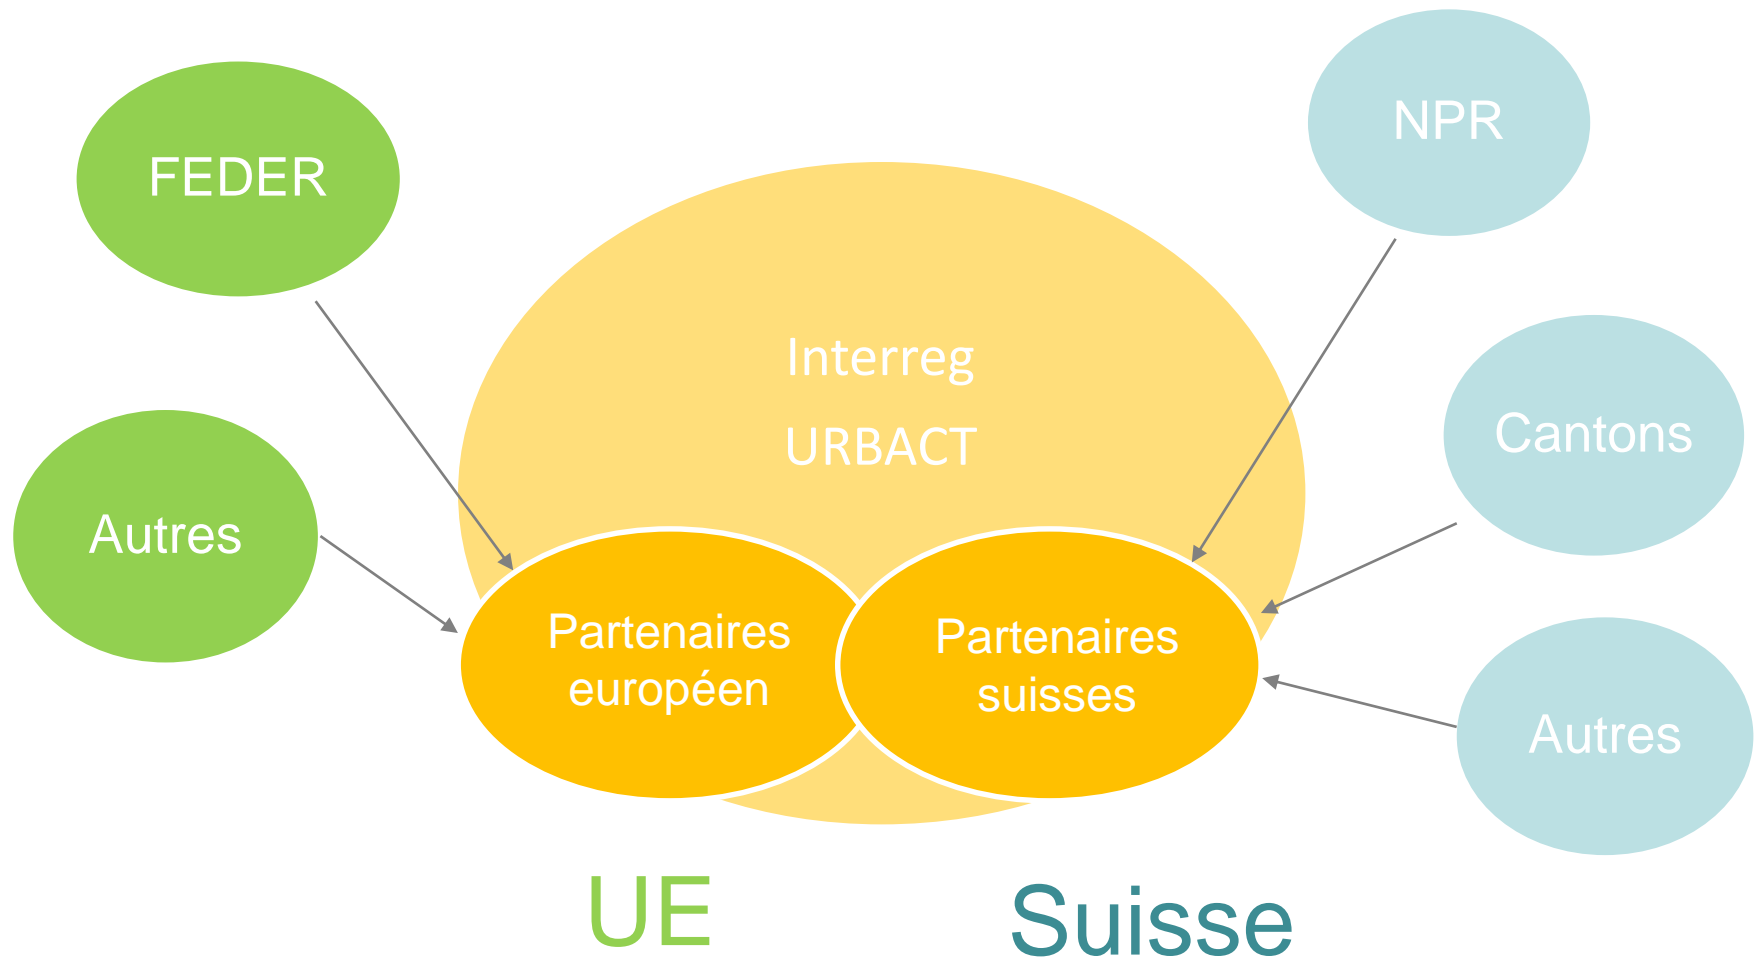 NPR
FEDER
Interreg
Cantons
URBACT
Autres
Partenaires
européen
Partenaires
suisses
Autres
UE
Suisse